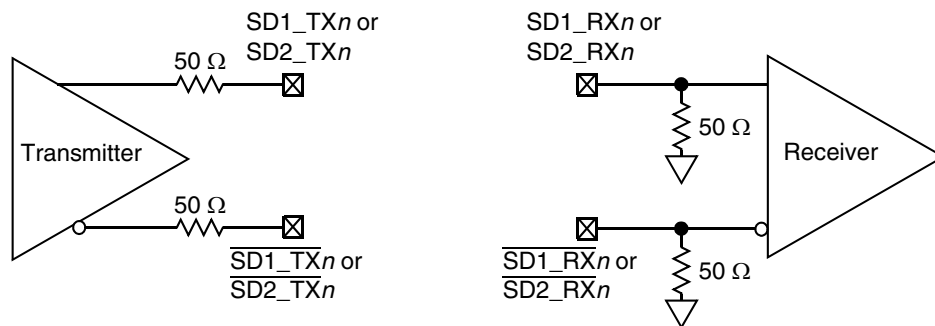 SD1_TXn or
SD2_TXn
SD1_RXn or
SD2_RXn
50 Ω
50 Ω
Transmitter
Receiver
50 Ω
SD1_TXn or
SD2_TXn
SD1_RXn or
SD2_RXn
50 Ω